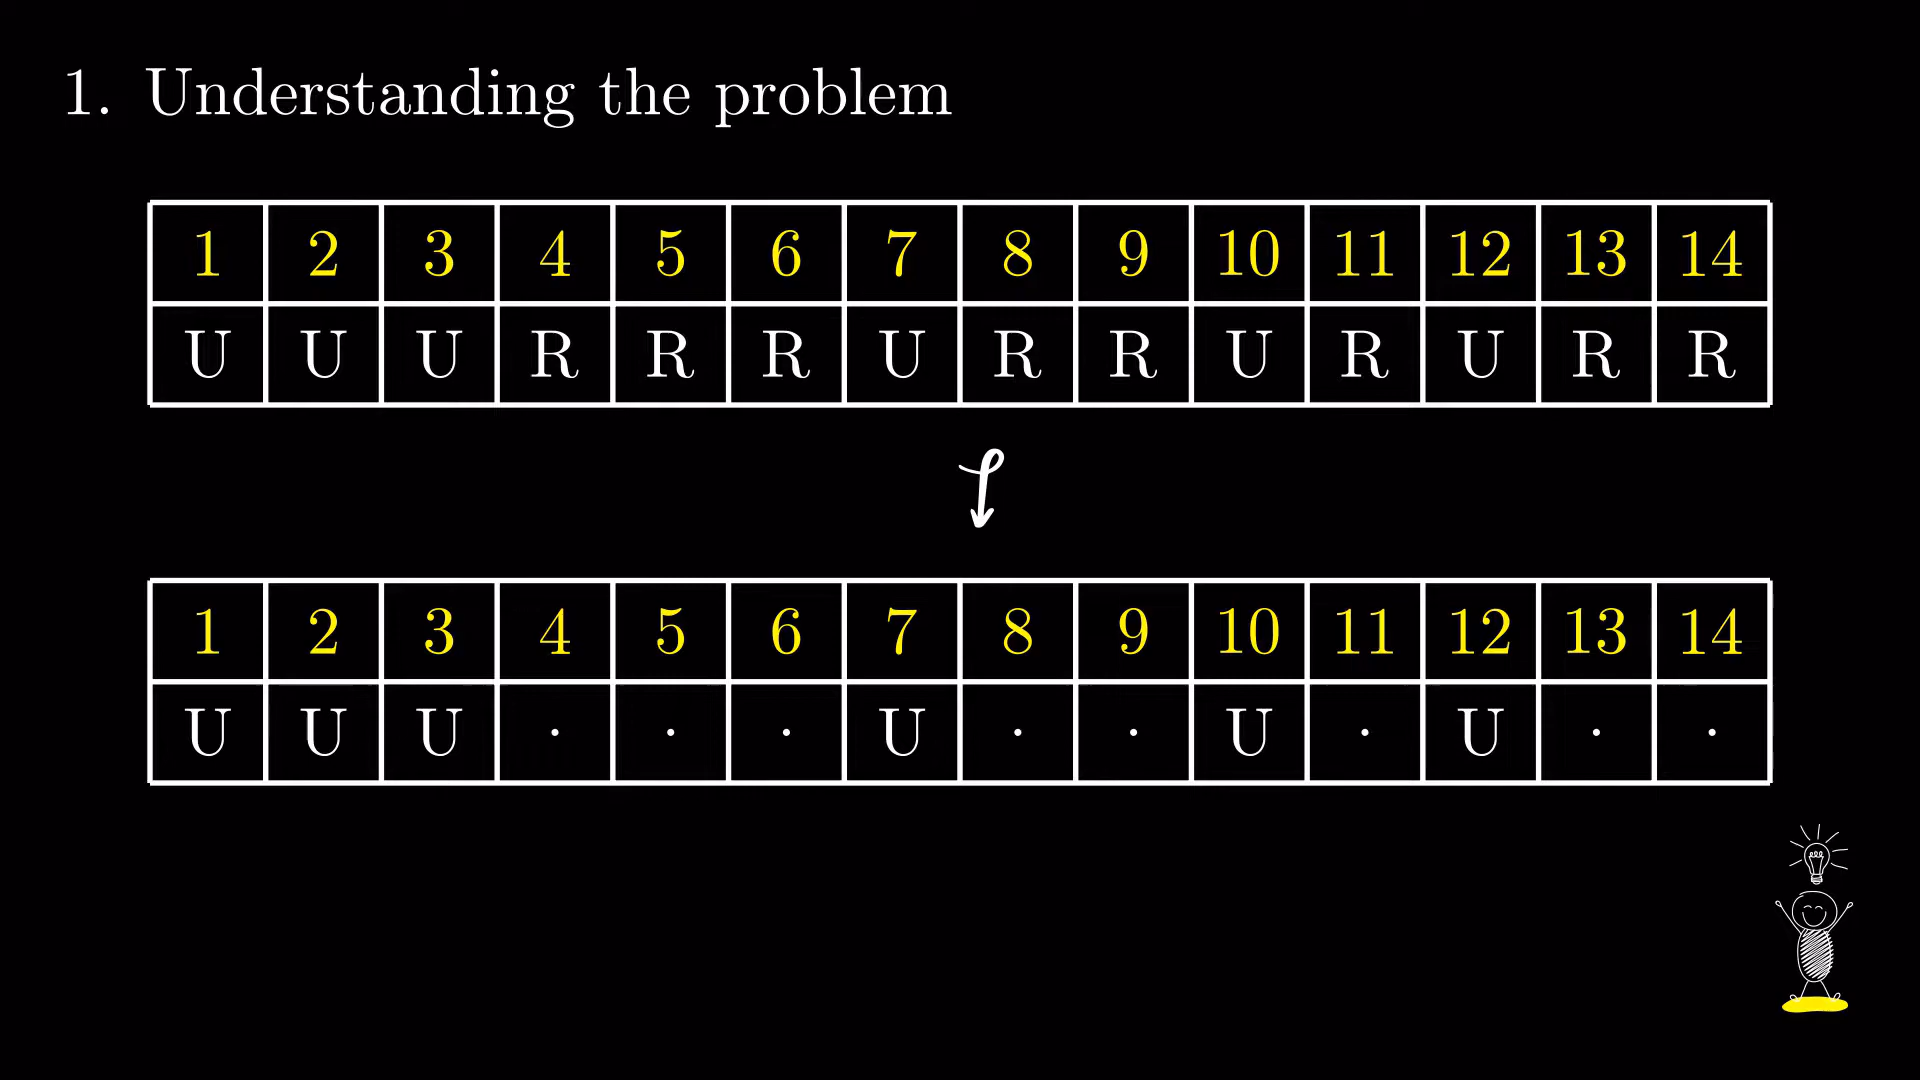 1. Understanding the problem
1 2 3 4 5 6 7 8 9 10 11 12 13 14
U U U R R R U R R U R U R R
1 2 3 4 5 6 7 8 9 10 11 12 13 14
U U U · · · U · · U · U · ·